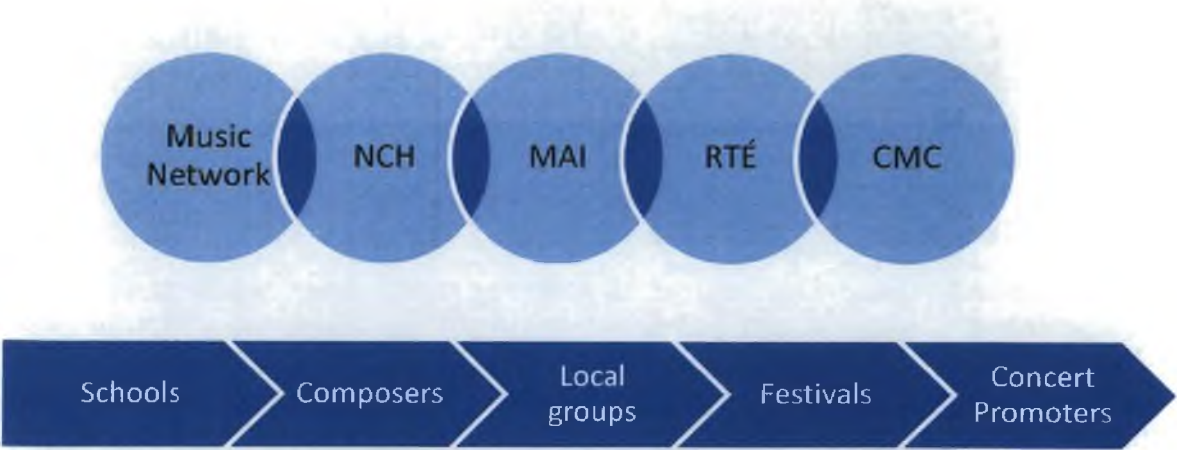 Music
Network
NCH
MAI
RTÉ
CMC
Schools
Composers
Local
groups
Festivals
Concert
Promoters